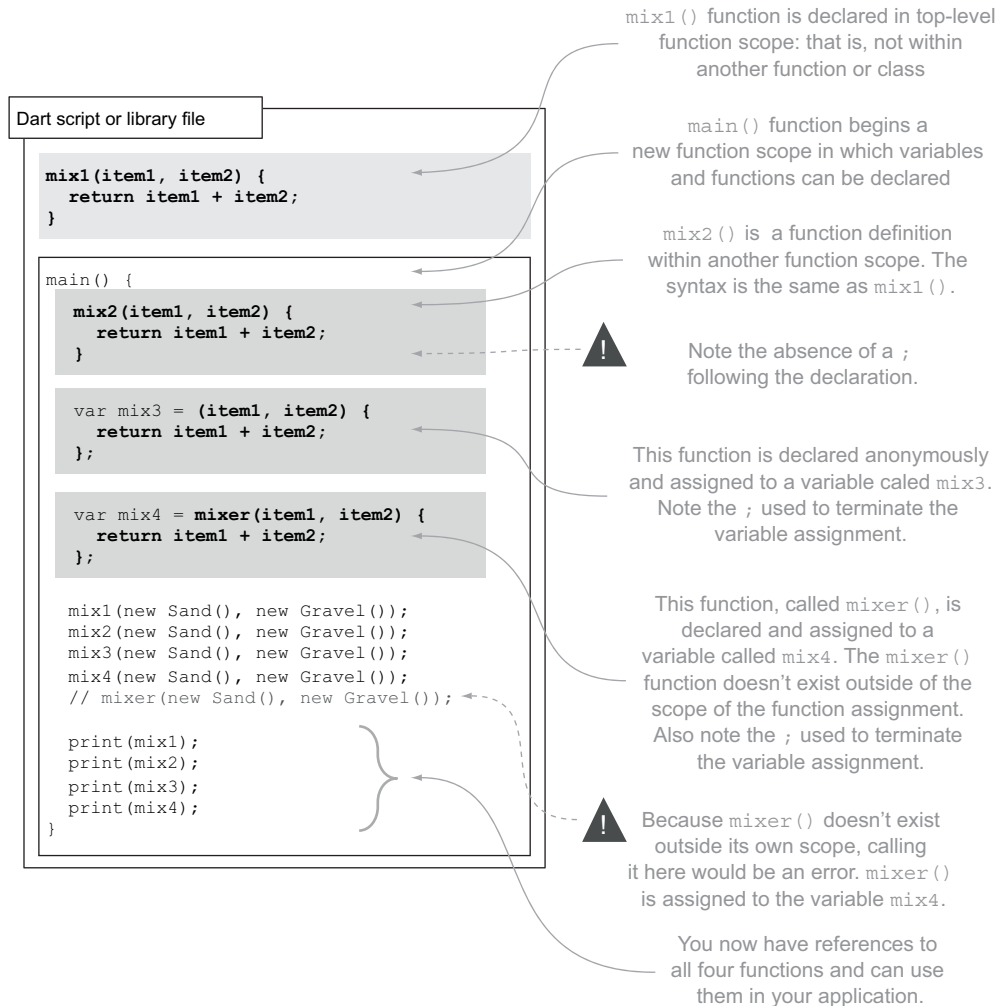 mix1() function is declared in top-level
function scope: that is, not within
another function or class
Dart script or library file
mix1(item1, item2) {
return item1 + item2;
}
main() function begins a
new function scope in which variables
and functions can be declared
main() {
mix2(item1, item2) {
return item1 + item2;
}
mix2() is a function definition
within another function scope. The
syntax is the same as mix1().
!
Note the absence of a ;
following the declaration.
var mix3 = (item1, item2) {
return item1 + item2;
};
This function is declared anonymously
and assigned to a variable caled mix3.
Note the ; used to terminate the
variable assignment.
var mix4 = mixer(item1, item2) {
return item1 + item2;
};
This function, called mixer(), is
declared and assigned to a
variable called mix4. The mixer()
function doesn't exist outside of the
scope of the function assignment.
Also note the ; used to terminate
the variable assignment.
mix1(new Sand(), new Gravel());
mix2(new Sand(), new Gravel());
mix3(new Sand(), new Gravel());
mix4(new Sand(), new Gravel());
// mixer(new Sand(), new Gravel());
!
Because mixer() doesn't exist
outside its own scope, calling
it here would be an error. mixer()
is assigned to the variable mix4.
print(mix1);
print(mix2);
print(mix3);
print(mix4);
}
You now have references to
all four functions and can use
them in your application.